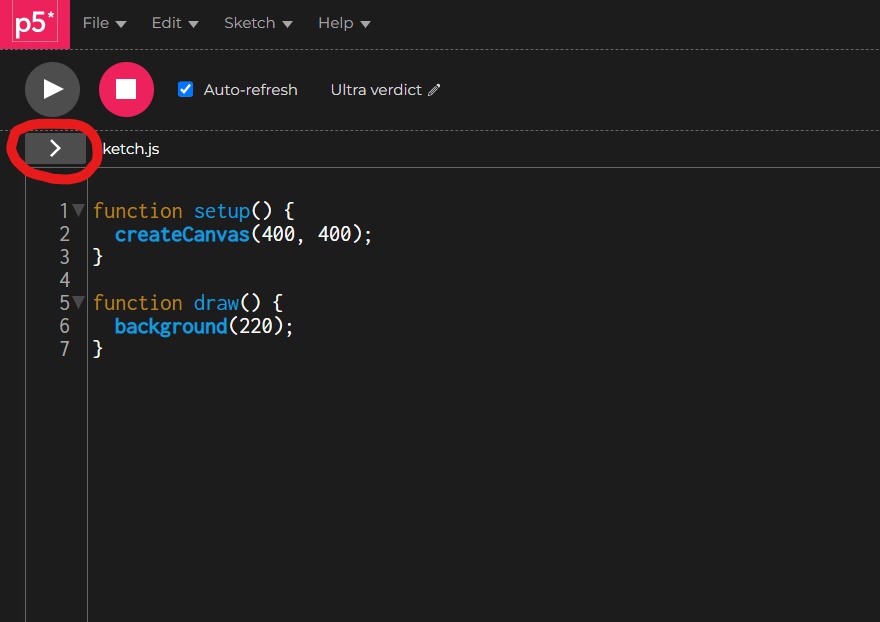 p5*
File Edit Sketch Help
Auto-refresh Ultra verdict
ketch.js
1 function setup() {
2 createCanvas(400, 400);
3 }
4
5 function draw() {
6 background(220);
7 }